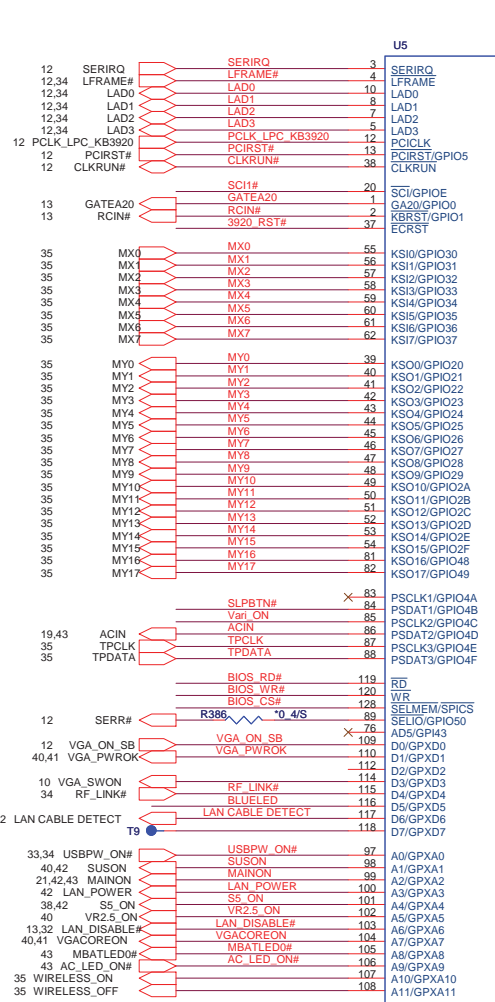 U5
12 SERIRQ SERIRQ 3 SERIRQ
12,34 LFRAME# LFRAME# 4 LFRAME
12,34 LAD0 LAD0 10 LAD0
12,34 LAD1 LAD1 8 LAD1
12,34 LAD2 LAD2 7 LAD2
12,34 LAD3 LAD3 5 LAD3
12 PCLK_LPC_KB3920 PCLK_LPC_KB3920 12 PCICLK
12 PCIRST# PCIRST# 13 PCIRST/GPIO5
12 CLKRUN# CLKRUN# 38 CLKRUN
SCI1# 20 SCI/GPIOE
13 GATEA20 GATEA20 1 GA20/GPIO0
13 RCIN# RCIN# 2 KBRST/GPIO1
3920_RST# 37 ECRST
35 MX0 MX0 55 KSI0/GPIO30
35 MX1 MX1 56 KSI1/GPIO31
35 MX2 MX2 57 KSI2/GPIO32
35 MX3 MX3 58 KSI3/GPIO33
35 MX4 MX4 59 KSI4/GPIO34
35 MX5 MX5 60 KSI5/GPIO35
35 MX6 MX6 61 KSI6/GPIO36
35 MX7 MX7 62 KSI7/GPIO37
35 MY0 MY0 39 KSO0/GPIO20
35 MY1 MY1 40 KSO1/GPIO21
35 MY2 MY2 41 KSO2/GPIO22
35 MY3 MY3 42 KSO3/GPIO23
35 MY4 MY4 43 KSO4/GPIO24
35 MY5 MY5 44 KSO5/GPIO25
35 MY6 MY6 45 KSO6/GPIO26
35 MY7 MY7 46 KSO7/GPIO27
35 MY8 MY8 47 KSO8/GPIO28
35 MY9 MY9 48 KSO9/GPIO29
35 MY10 MY10 49 KSO10/GPIO2A
35 MY11 MY11 50 KSO11/GPIO2B
35 MY12 MY12 51 KSO12/GPIO2C
35 MY13 MY13 52 KSO13/GPIO2D
35 MY14 MY14 53 KSO14/GPIO2E
35 MY15 MY15 54 KSO15/GPIO2F
35 MY16 MY16 81 KSO16/GPIO48
35 MY17 MY17 82 KSO17/GPIO49
83 PSCLK1/GPIO4A
SLPBTN# 84 PSDAT1/GPIO4B
Vari_ON 85 PSCLK2/GPIO4C
19,43 ACIN ACIN 86 PSDAT2/GPIO4D
35 TPCLK TPCLK 87 PSCLK3/GPIO4E
35 TPDATA TPDATA 88 PSDAT3/GPIO4F
BIOS_RD# 119 RD
BIOS_WR# 120 WR
BIOS_CS# 128 SELMEM/SPICS
12 SERR# R386 *0_4/S 89 SELIO/GPIO50
76 AD5/GPI43
12 VGA_ON_SB VGA_ON_SB 109 D0/GPXD0
40,41 VGA_PWROK VGA_PWROK 110 D1/GPXD1
112 D2/GPXD2
10 VGA_SWON 114 D3/GPXD3
34 RF_LINK# RF_LINK# 115 D4/GPXD4
BLUELED 116 D5/GPXD5
2 LAN CABLE DETECT LAN CABLE DETECT 117 D6/GPXD6
T9 118 D7/GPXD7
33,34 USBPW_ON# USBPW_ON# 97 A0/GPXA0
40,42 SUSON SUSON 98 A1/GPXA1
21,42,43 MAINON MAINON 99 A2/GPXA2
42 LAN_POWER LAN_POWER 100 A3/GPXA3
38,42 S5_ON S5_ON 101 A4/GPXA4
40 VR2.5_ON VR2.5_ON 102 A5/GPXA5
13,32 LAN_DISABLE# LAN_DISABLE# 103 A6/GPXA6
40,41 VGACOREON VGACOREON 104 A7/GPXA7
43 MBATLED0# MBATLED0# 105 A8/GPXA8
43 AC_LED_ON# AC_LED_ON# 106 A9/GPXA9
35 WIRELESS_ON 107 A10/GPXA10
35 WIRELESS_OFF 108 A11/GPXA11